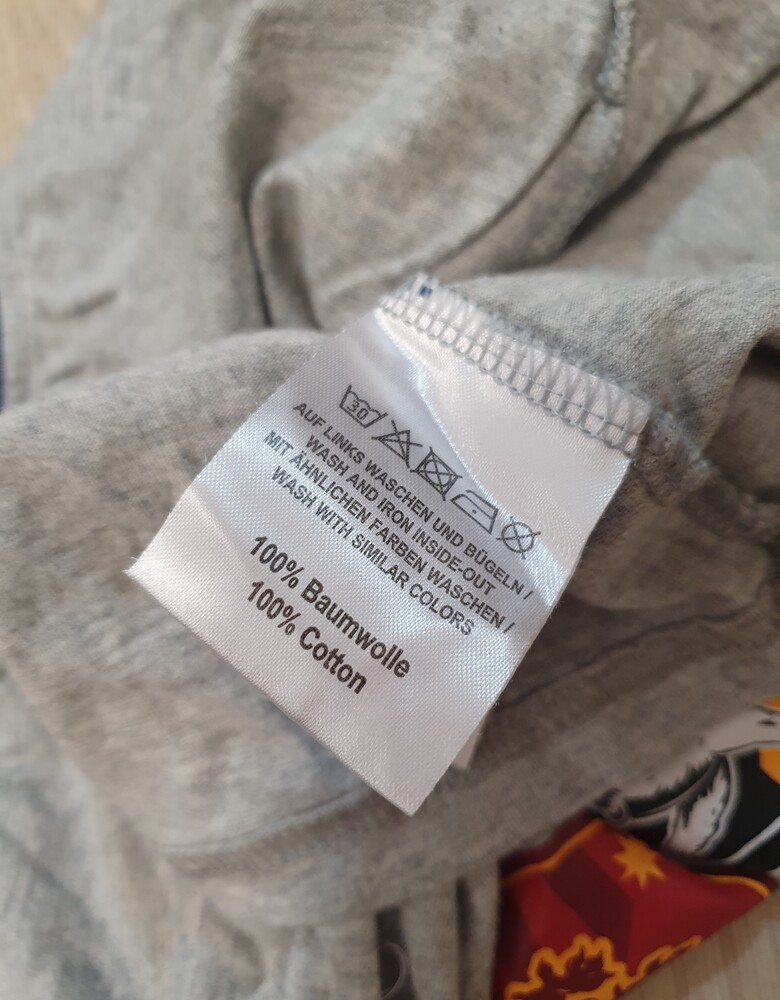 30
AUF LINKS WASCHEN UND BÜGELN /
WASH AND IRON INSIDE-OUT
MIT ÄHNLICHEN FARBEN WASCHEN /
WASH WITH SIMILAR COLORS
100% Baumwolle
100% Cotton